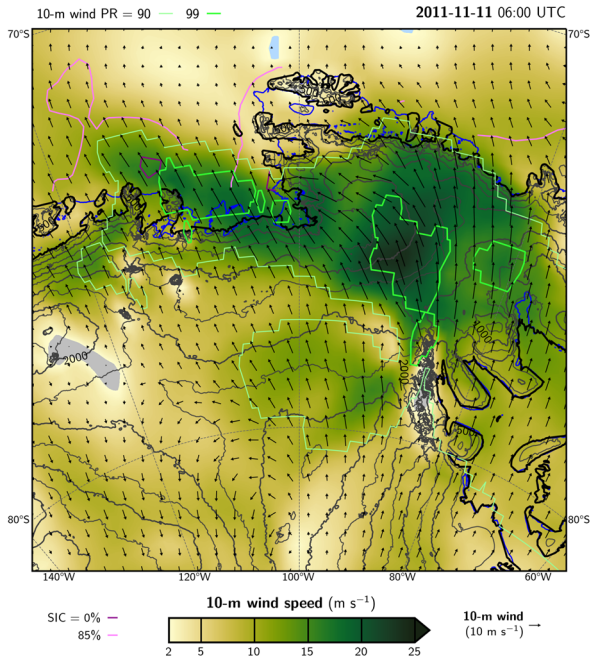 10-m wind PR = 90 99 2011-11-11 06:00 UTC
70°S 70°S
2000
1000
80°S 80°S
140°W 120°W 100°W 80°W 60°W
10-m wind speed (m s⁻¹)
SIC = 0%
85%
2 5 10 15 20 25
10-m wind
(10 m s⁻¹)